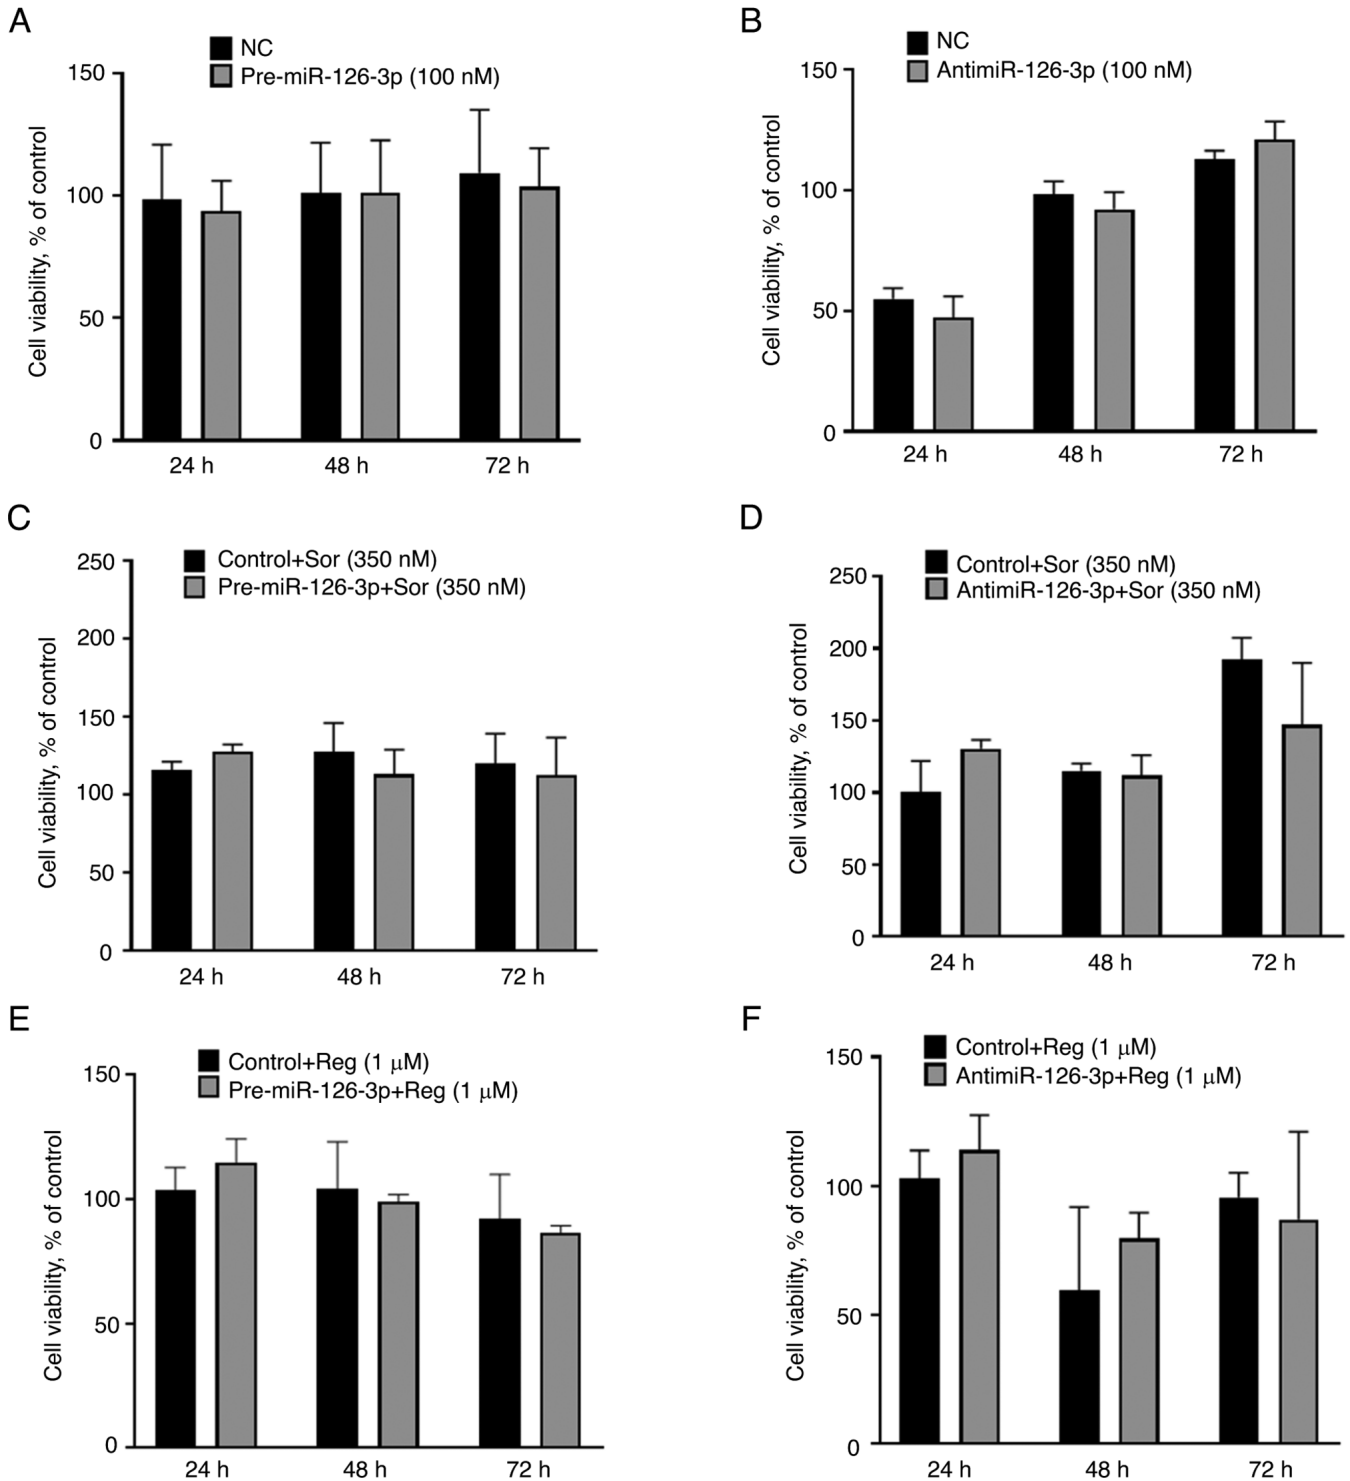 A
NC
Pre-miR-126-3p (100 nM)
Cell viability, % of control
150
100
50
0
24 h
48 h
72 h
B
NC
AntimiR-126-3p (100 nM)
Cell viability, % of control
150
100
50
0
24 h
48 h
72 h
C
Control+Sor (350 nM)
Pre-miR-126-3p+Sor (350 nM)
Cell viability, % of control
250
200
150
100
50
0
24 h
48 h
72 h
D
Control+Sor (350 nM)
AntimiR-126-3p+Sor (350 nM)
Cell viability, % of control
250
200
150
100
50
0
24 h
48 h
72 h
E
Control+Reg (1 μM)
Pre-miR-126-3p+Reg (1 μM)
Cell viability, % of control
150
100
50
0
24 h
48 h
72 h
F
Control+Reg (1 μM)
AntimiR-126-3p+Reg (1 μM)
Cell viability, % of control
150
100
50
0
24 h
48 h
72 h